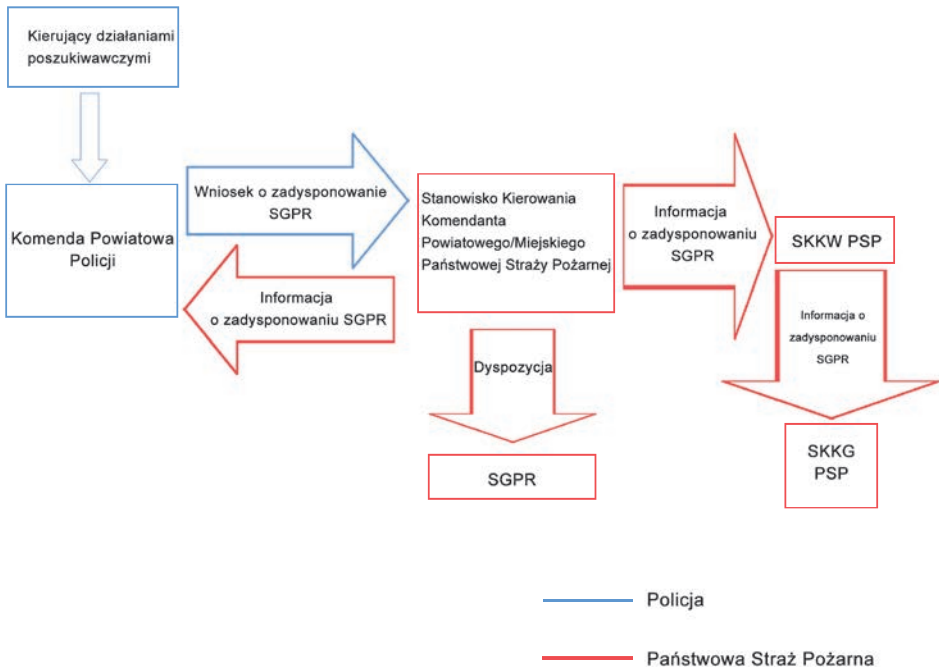 Kierujący działaniami
poszukiwawczymi
Komenda Powiatowa
Policji
Wniosek o zadysponowanie
SGPR
Informacja
o zadysponowaniu SGPR
Stanowisko Kierowania
Komendanta
Powiatowego/Miejskiego
Państwowej Straży Pożarnej
Dyspozycja
SGPR
Informacja
o zadysponowaniu
SGPR
SKKW PSP
Informacja o
zadysponowaniu
SGPR
SKKG
PSP
Policja
Państwowa Straż Pożarna